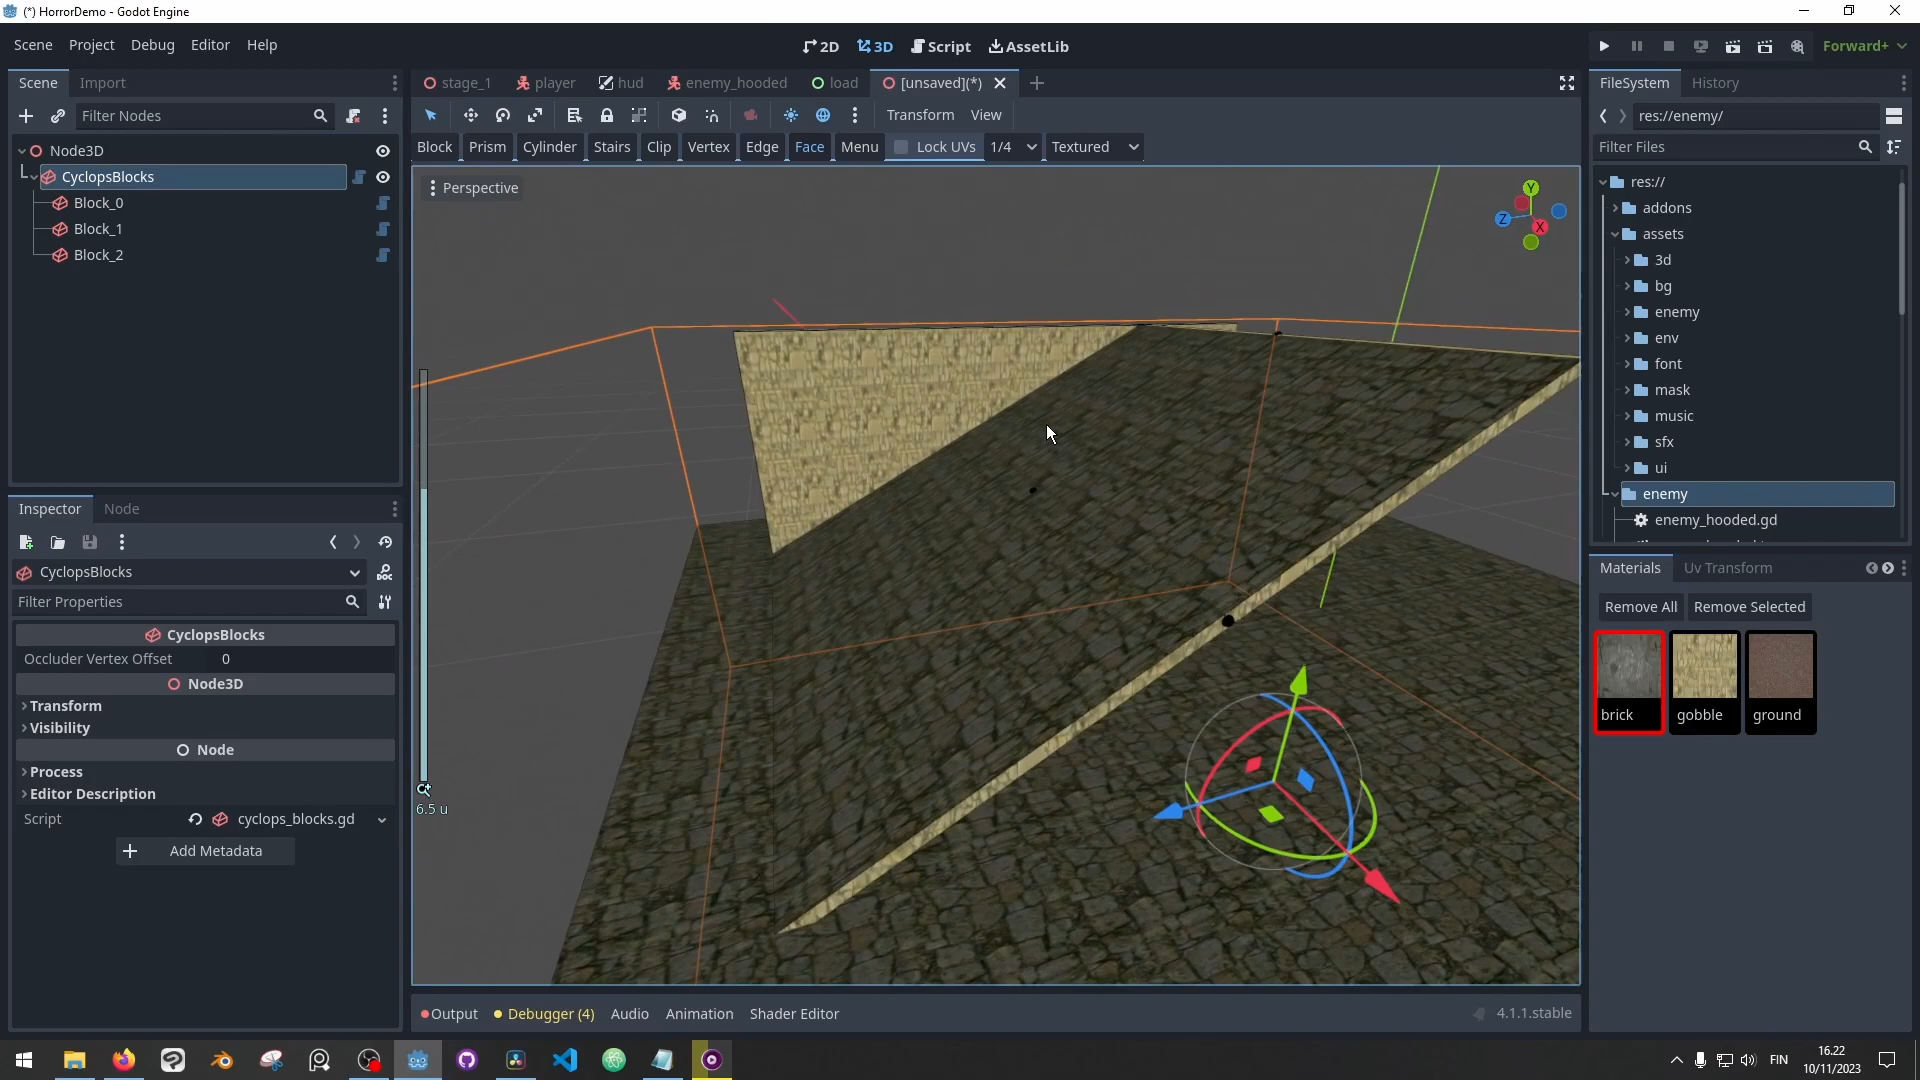 (*) HorrorDemo - Godot Engine
Scene Project Debug Editor Help
2D 3D Script AssetLib
Forward+
Scene Import
Filter Nodes
Node3D
CyclopsBlocks
Block_0
Block_1
Block_2
Inspector Node
CyclopsBlocks
Filter Properties
CyclopsBlocks
Occluder Vertex Offset 0
Node3D
Transform
Visibility
Node
Process
Editor Description
Script cyclops_blocks.gd
Add Metadata
stage_1 player hud enemy_hooded load [unsaved](*)
Transform View
Block Prism Cylinder Stairs Clip Vertex Edge Face Menu Lock UVs 1/4 Textured
Perspective
Y
Z
X
6.5 u
Output Debugger (4) Audio Animation Shader Editor 4.1.1.stable
FileSystem History
res://enemy/
Filter Files
res://
addons
assets
3d
bg
enemy
env
font
mask
music
sfx
ui
enemy
enemy_hooded.gd
Materials Uv Transform
Remove All Remove Selected
brick gobble ground
FIN
16.22
10/11/2023